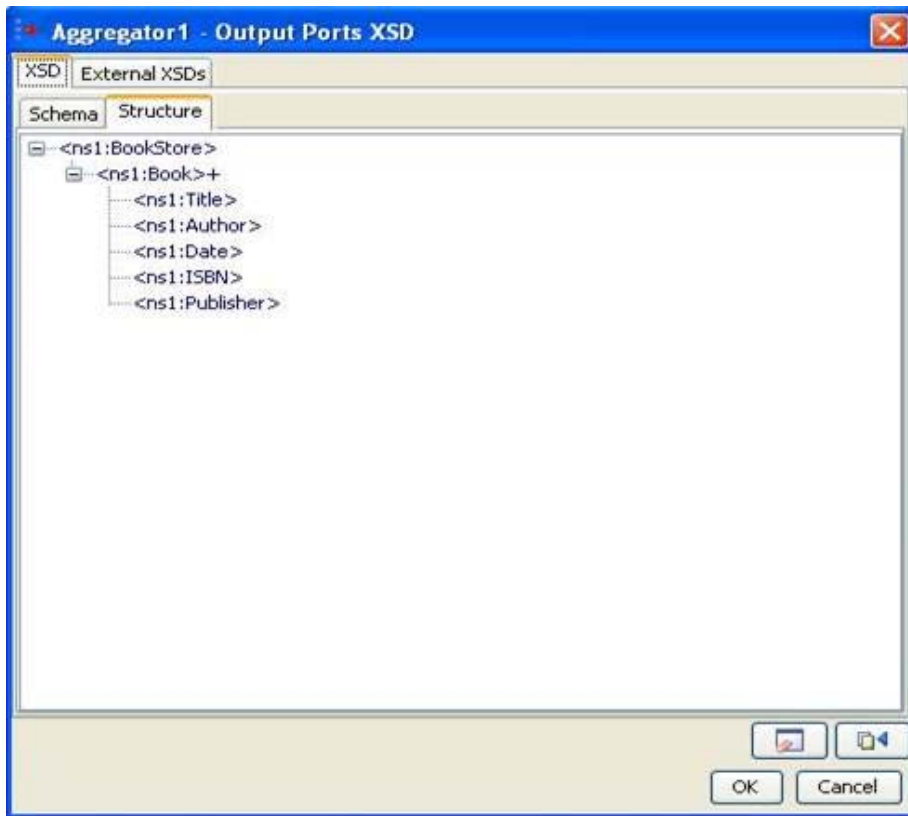 Aggregator1 - Output Ports XSD
XSD External XSDs
Schema Structure
<ns1:BookStore>
<ns1:Book>+
<ns1:Title>
<ns1:Author>
<ns1:Date>
<ns1:ISBN>
<ns1:Publisher>
OK Cancel